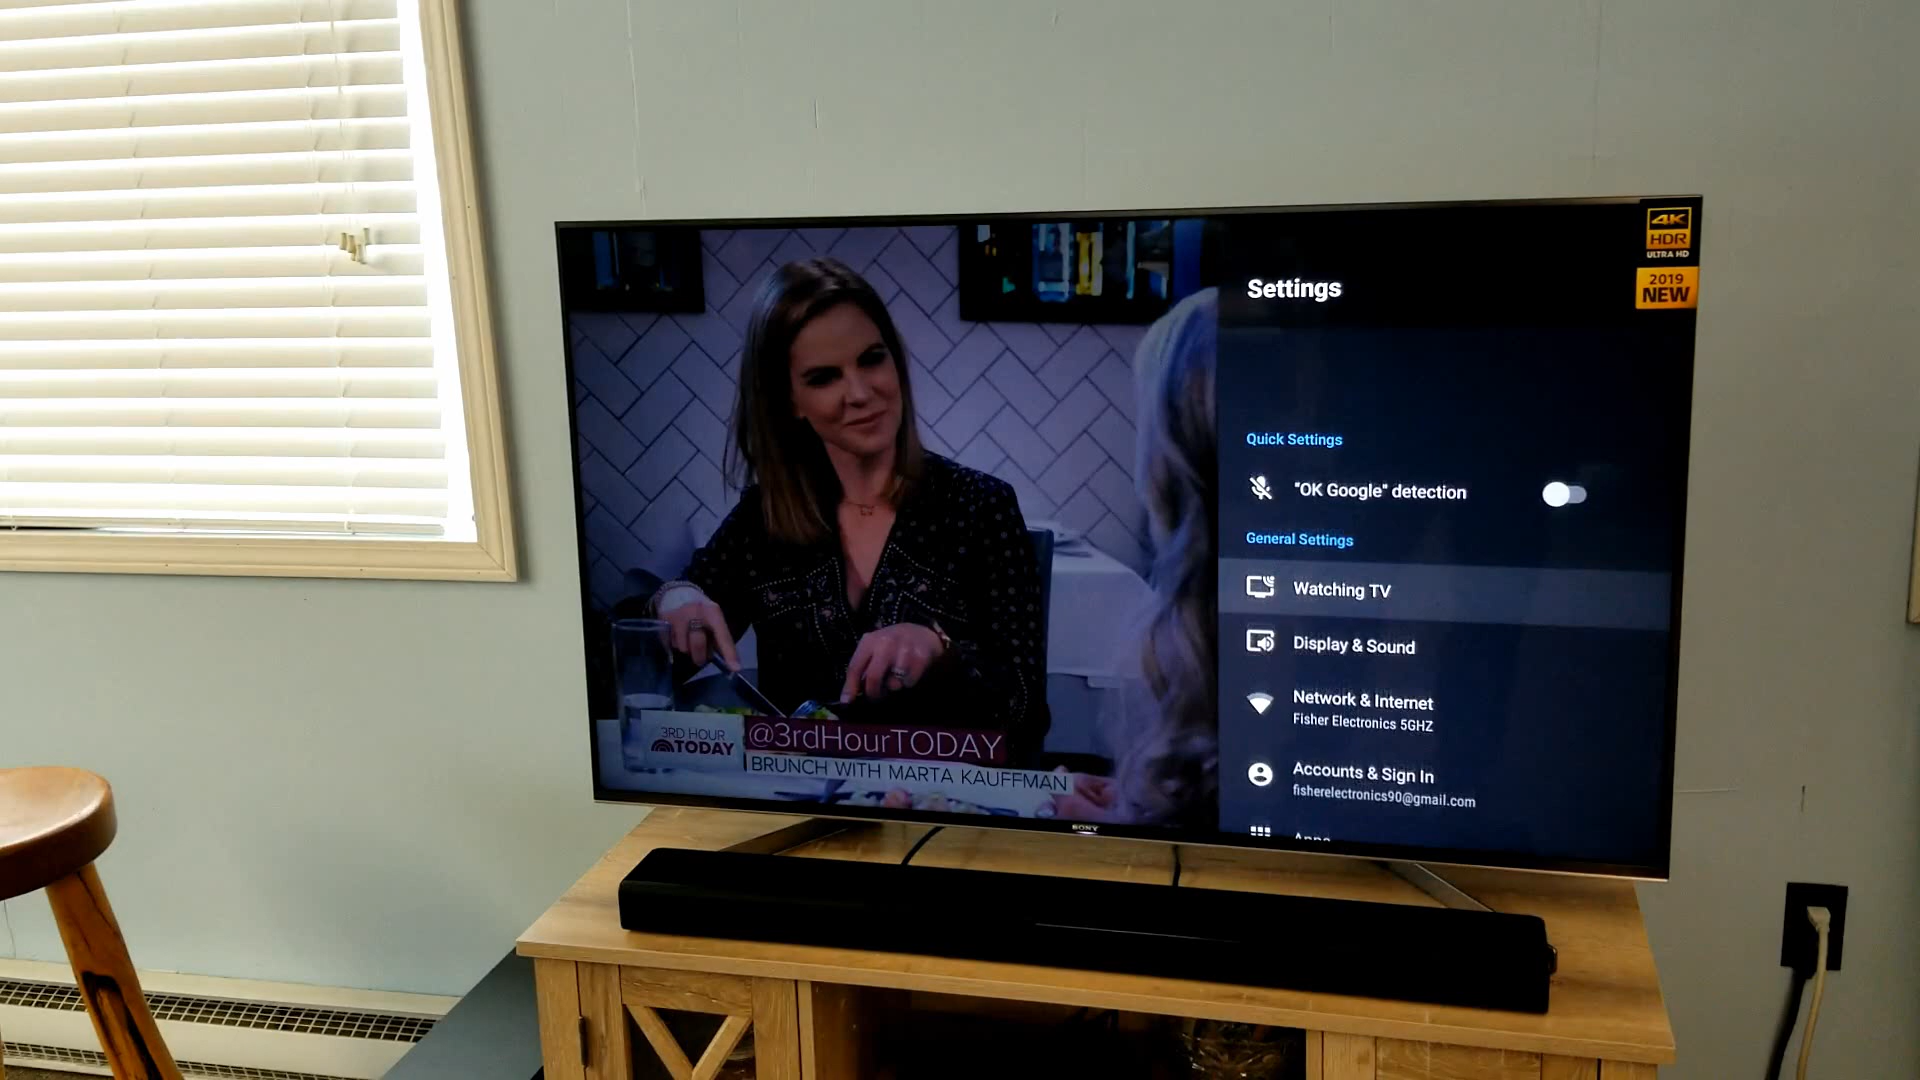 4K
HDR
ULTRA HD
2019
NEW
Settings
Quick Settings
"OK Google" detection
General Settings
Watching TV
Display & Sound
Network & Internet
Fisher Electronics 5GHZ
Accounts & Sign In
fisherelectronics90@gmail.com
Apps
3RD HOUR
TODAY
@3rdHourTODAY
BRUNCH WITH MARTA KAUFFMAN
SONY